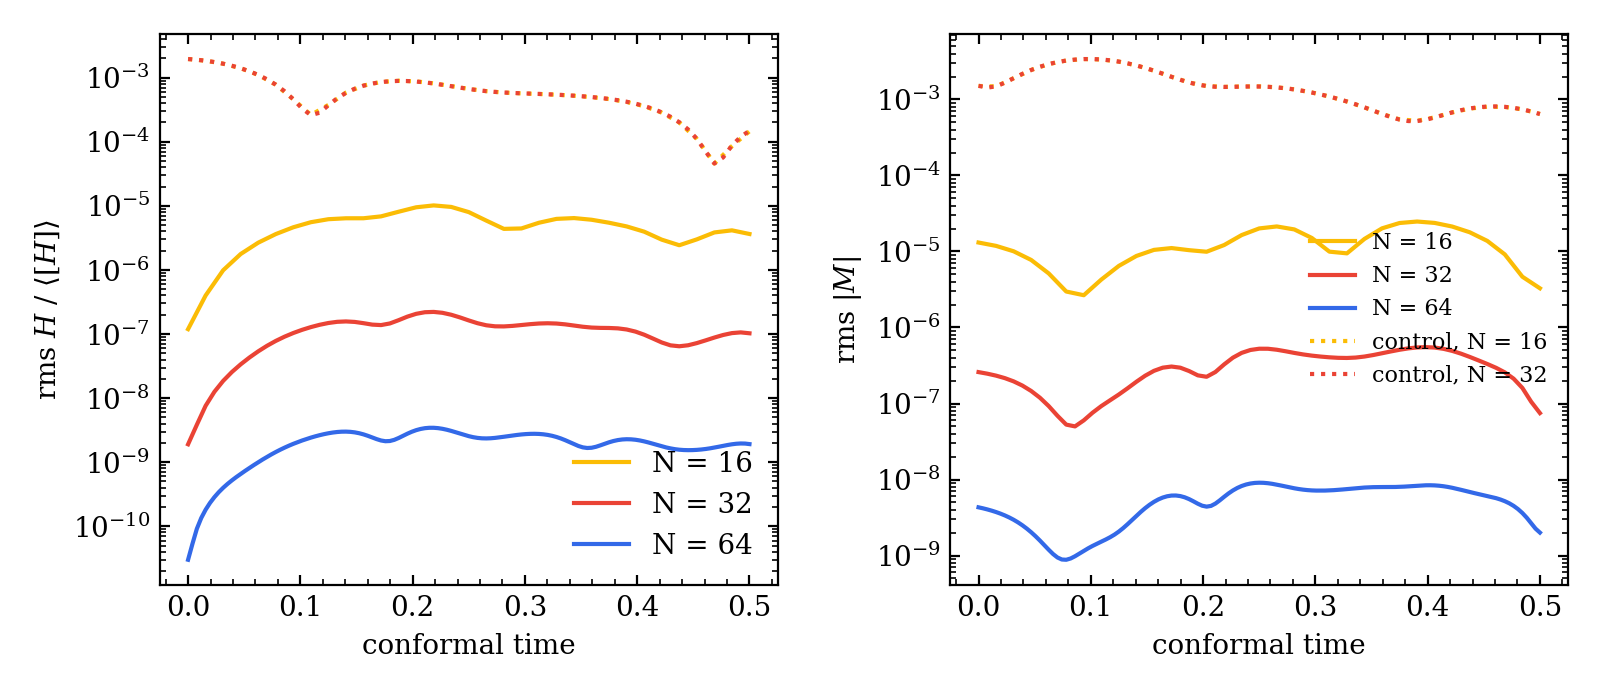 rms H / ⟨[H]⟩
10⁻³
10⁻⁴
10⁻⁵
10⁻⁶
10⁻⁷
10⁻⁸
10⁻⁹
10⁻¹⁰
N = 16
N = 32
N = 64
0.0 0.1 0.2 0.3 0.4 0.5
conformal time
rms |M|
10⁻³
10⁻⁴
10⁻⁵
10⁻⁶
10⁻⁷
10⁻⁸
10⁻⁹
N = 16
N = 32
N = 64
control, N = 16
control, N = 32
0.0 0.1 0.2 0.3 0.4 0.5
conformal time